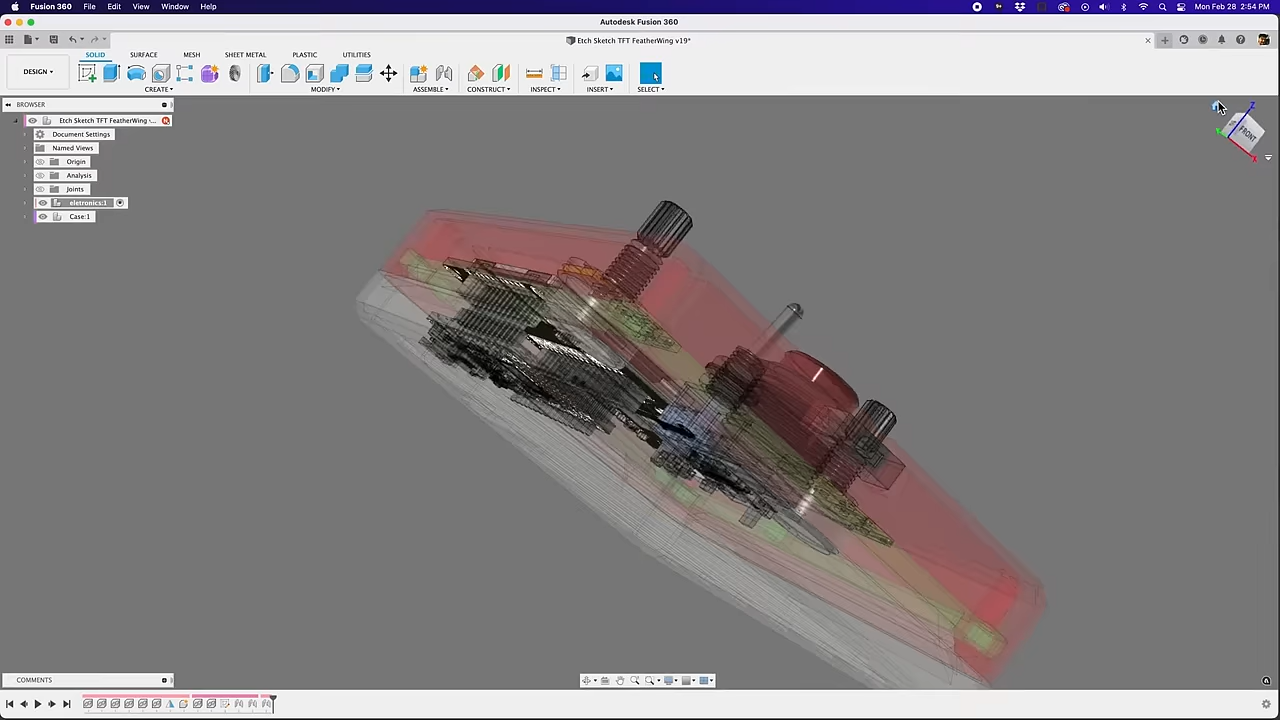 Fusion 360 File Edit View Window Help Mon Feb 28 2:54 PM
Autodesk Fusion 360
Etch Sketch TFT FeatherWing v19*
SOLID SURFACE MESH SHEET METAL PLASTIC UTILITIES
DESIGN
CREATE MODIFY ASSEMBLE CONSTRUCT INSPECT INSERT SELECT
BROWSER
Etch Sketch TFT FeatherWing -...
Document Settings
Named Views
Origin
Analysis
Joints
eletronics:1
Case:1
Z
FRONT
X
COMMENTS